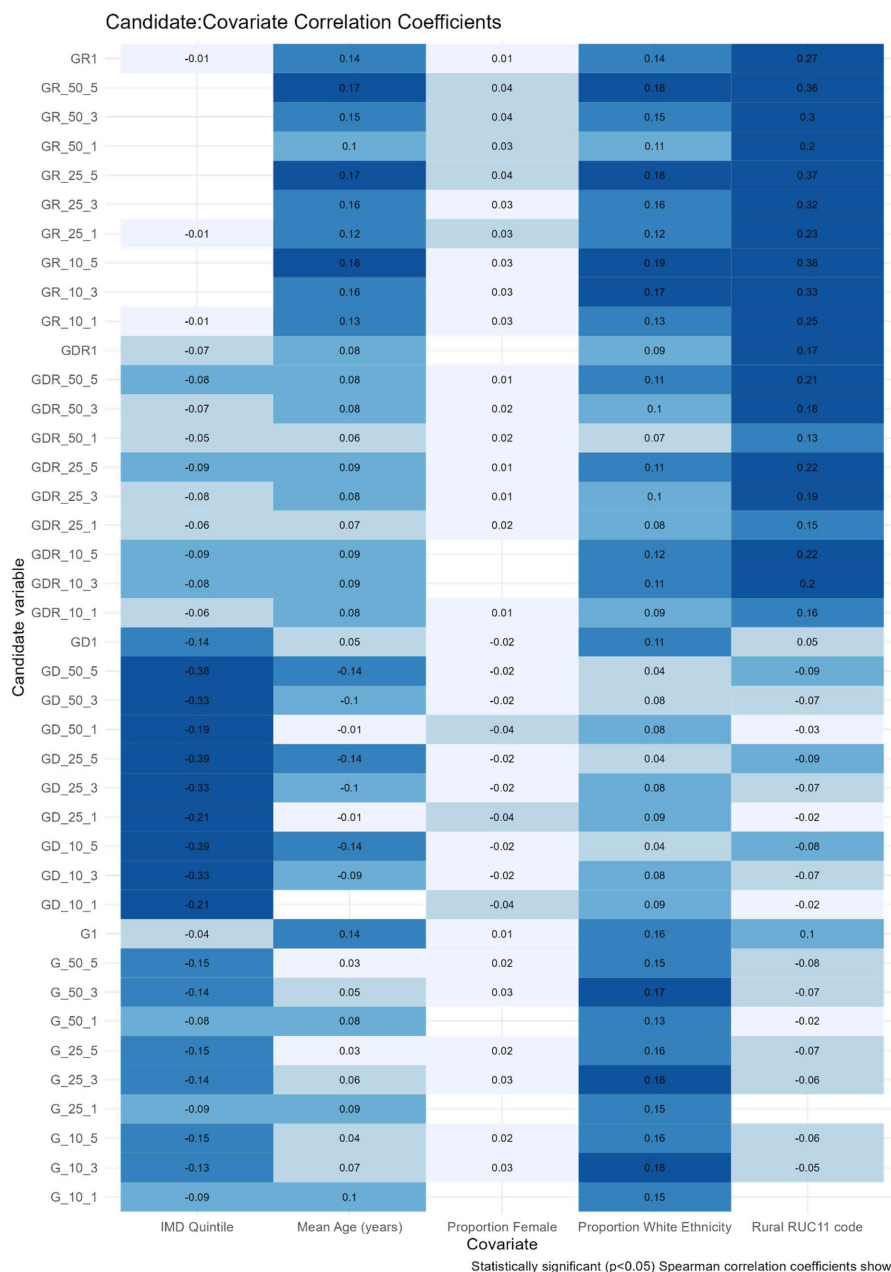 Candidate:Covariate Correlation Coefficients
GR1 -0.01 0.14 0.01 0.14 0.27
GR_50_5 0.17 0.04 0.18 0.36
GR_50_3 0.15 0.04 0.15 0.3
GR_50_1 0.1 0.03 0.11 0.2
GR_25_5 0.17 0.04 0.18 0.37
GR_25_3 0.16 0.03 0.16 0.32
GR_25_1 -0.01 0.12 0.03 0.12 0.23
GR_10_5 0.18 0.03 0.19 0.38
GR_10_3 0.16 0.03 0.17 0.33
GR_10_1 -0.01 0.13 0.03 0.13 0.25
GDR1 -0.07 0.08 0.09 0.17
GDR_50_5 -0.08 0.08 0.01 0.11 0.21
GDR_50_3 -0.07 0.08 0.02 0.1 0.18
GDR_50_1 -0.05 0.06 0.02 0.07 0.13
GDR_25_5 -0.09 0.09 0.01 0.11 0.22
GDR_25_3 -0.08 0.08 0.01 0.1 0.19
GDR_25_1 -0.06 0.07 0.02 0.08 0.15
GDR_10_5 -0.09 0.09 0.12 0.22
GDR_10_3 -0.08 0.09 0.11 0.2
GDR_10_1 -0.06 0.08 0.01 0.09 0.16
GD1 -0.14 0.05 -0.02 0.11 0.05
GD_50_5 -0.38 -0.14 -0.02 0.04 -0.09
GD_50_3 -0.33 -0.1 -0.02 0.08 -0.07
GD_50_1 -0.19 -0.01 -0.04 0.08 -0.03
GD_25_5 -0.39 -0.14 -0.02 0.04 -0.09
GD_25_3 -0.33 -0.1 -0.02 0.08 -0.07
GD_25_1 -0.21 -0.01 -0.04 0.09 -0.02
GD_10_5 -0.39 -0.14 -0.02 0.04 -0.08
GD_10_3 -0.33 -0.09 -0.02 0.08 -0.07
GD_10_1 -0.21 -0.04 0.09 -0.02
G1 -0.04 0.14 0.01 0.16 0.1
G_50_5 -0.15 0.03 0.02 0.15 -0.08
G_50_3 -0.14 0.05 0.03 0.17 -0.07
G_50_1 -0.08 0.08 0.13 -0.02
G_25_5 -0.15 0.03 0.02 0.16 -0.07
G_25_3 -0.14 0.06 0.03 0.18 -0.06
G_25_1 -0.09 0.09 0.15
G_10_5 -0.15 0.04 0.02 0.16 -0.06
G_10_3 -0.13 0.07 0.03 0.18 -0.05
G_10_1 -0.09 0.1 0.15
Candidate variable
IMD Quintile Mean Age (years) Proportion Female Proportion White Ethnicity Rural RUC11 code
Covariate
Statistically significant (p<0.05) Spearman correlation coefficients show